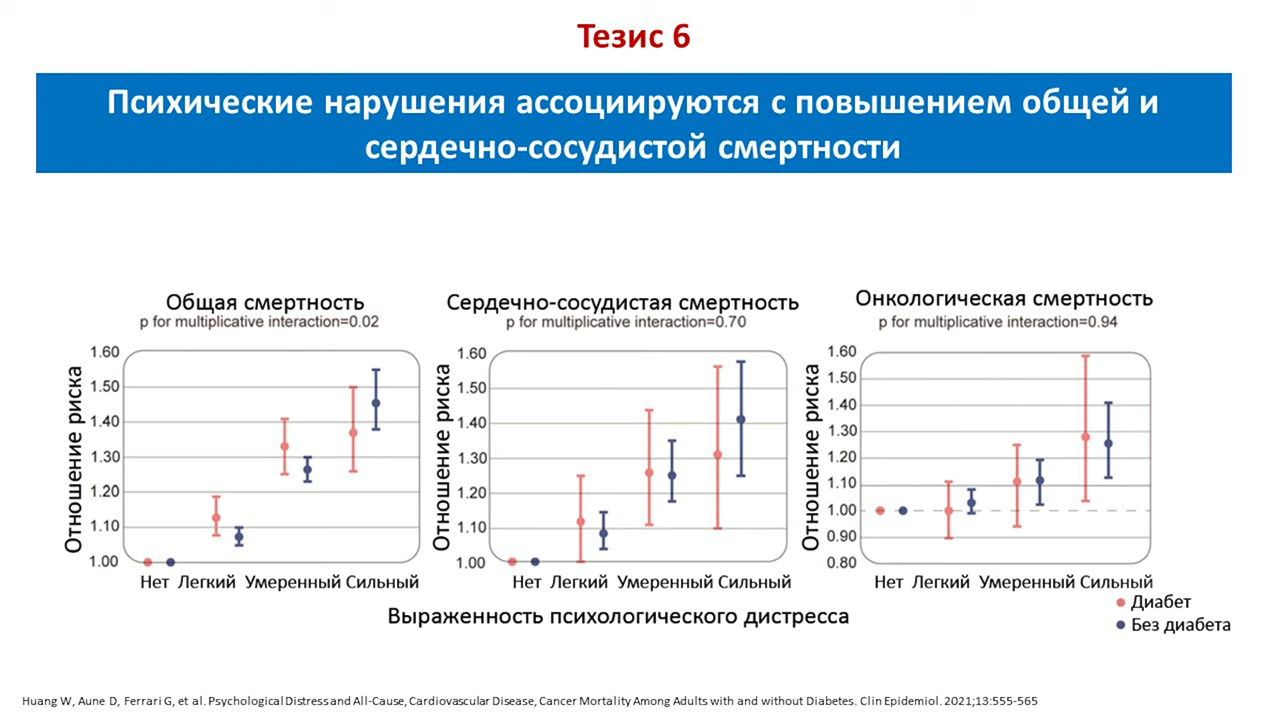 Тезис 6
Психические нарушения ассоциируются с повышением общей и
сердечно-сосудистой смертности
Общая смертность
p for multiplicative interaction=0.02
Отношение риска
1.60
1.50
1.40
1.30
1.20
1.10
1.00
Нет Легкий Умеренный Сильный
Сердечно-сосудистая смертность
p for multiplicative interaction=0.70
Отношение риска
1.60
1.50
1.40
1.30
1.20
1.10
1.00
Нет Легкий Умеренный Сильный
Онкологическая смертность
p for multiplicative interaction=0.94
Отношение риска
1.60
1.50
1.40
1.30
1.20
1.10
1.00
0.90
0.80
Нет Легкий Умеренный Сильный
Выраженность психологического дистресса
Диабет
Без диабета
Huang W, Aune D, Ferrari G, et al. Psychological Distress and All-Cause, Cardiovascular Disease, Cancer Mortality Among Adults with and without Diabetes. Clin Epidemiol. 2021;13:555-565